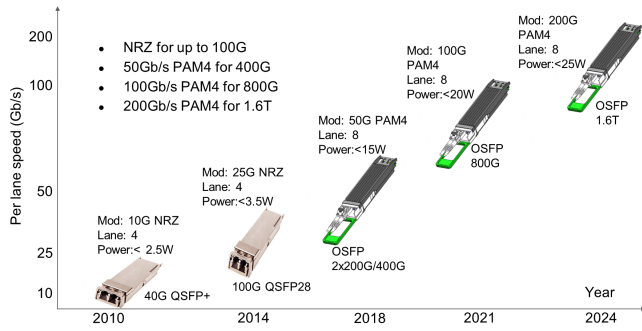 200
100
50
25
10
Per lane speed (Gb/s)
• NRZ for up to 100G
• 50Gb/s PAM4 for 400G
• 100Gb/s PAM4 for 800G
• 200Gb/s PAM4 for 1.6T
Mod: 10G NRZ
Lane: 4
Power:< 2.5W
40G QSFP+
Mod: 25G NRZ
Lane: 4
Power:<3.5W
100G QSFP28
Mod: 50G PAM4
Lane: 8
Power:<15W
OSFP
2x200G/400G
Mod: 100G
PAM4
Lane: 8
Power:<20W
OSFP
800G
Mod: 200G
PAM4
Lane: 8
Power:<25W
OSFP
1.6T
Year
2010
2014
2018
2021
2024